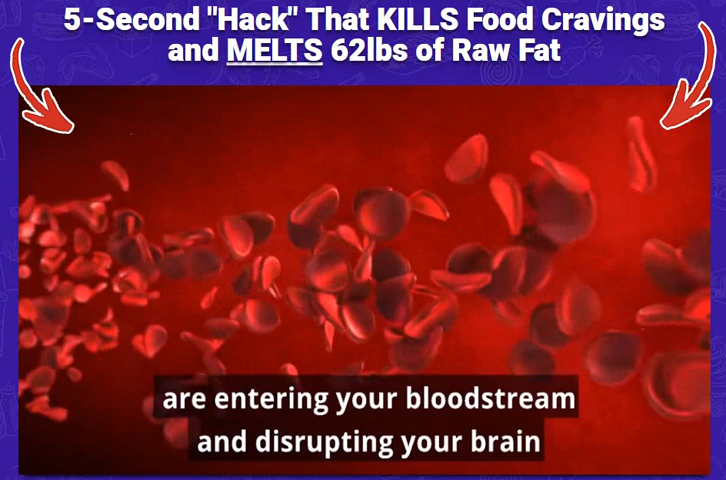 5-Second "Hack" That KILLS Food Cravings
and MELTS 62lbs of Raw Fat
are entering your bloodstream
and disrupting your brain